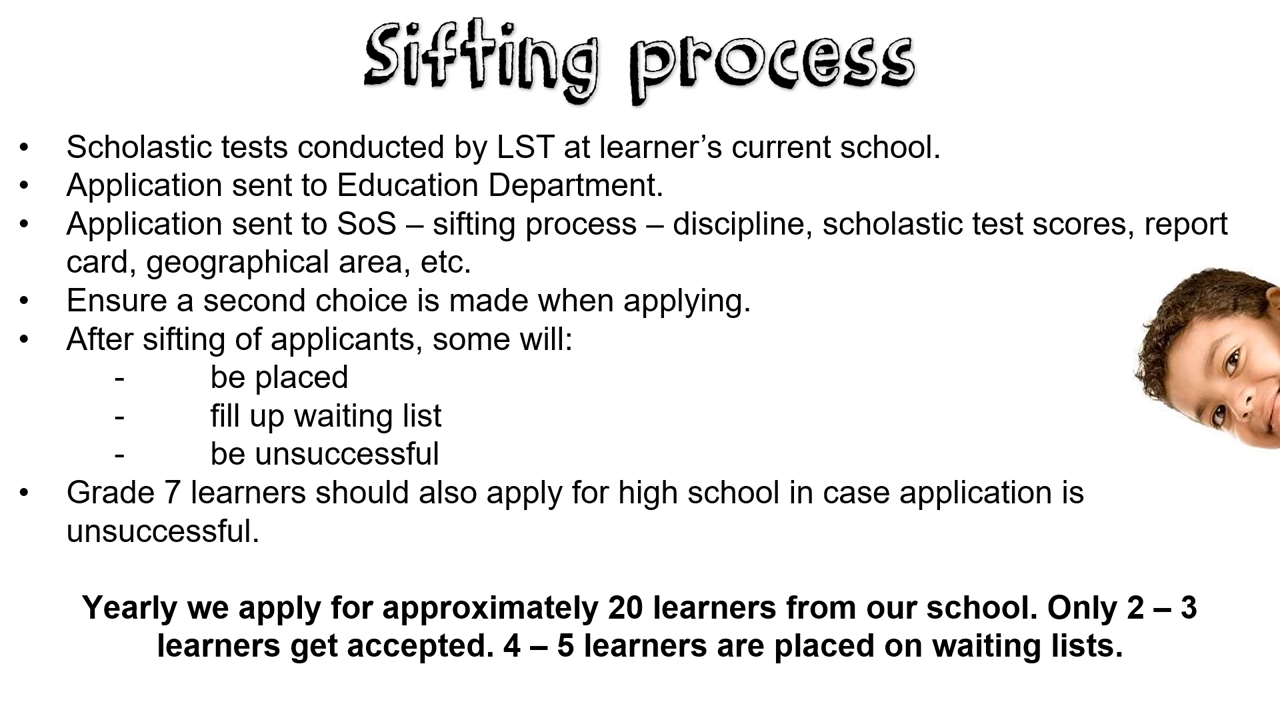 Sifting process
• Scholastic tests conducted by LST at learner’s current school.
• Application sent to Education Department.
• Application sent to SoS – sifting process – discipline, scholastic test scores, report
card, geographical area, etc.
• Ensure a second choice is made when applying.
• After sifting of applicants, some will:
- be placed
- fill up waiting list
- be unsuccessful
• Grade 7 learners should also apply for high school in case application is
unsuccessful.
Yearly we apply for approximately 20 learners from our school. Only 2 – 3
learners get accepted. 4 – 5 learners are placed on waiting lists.